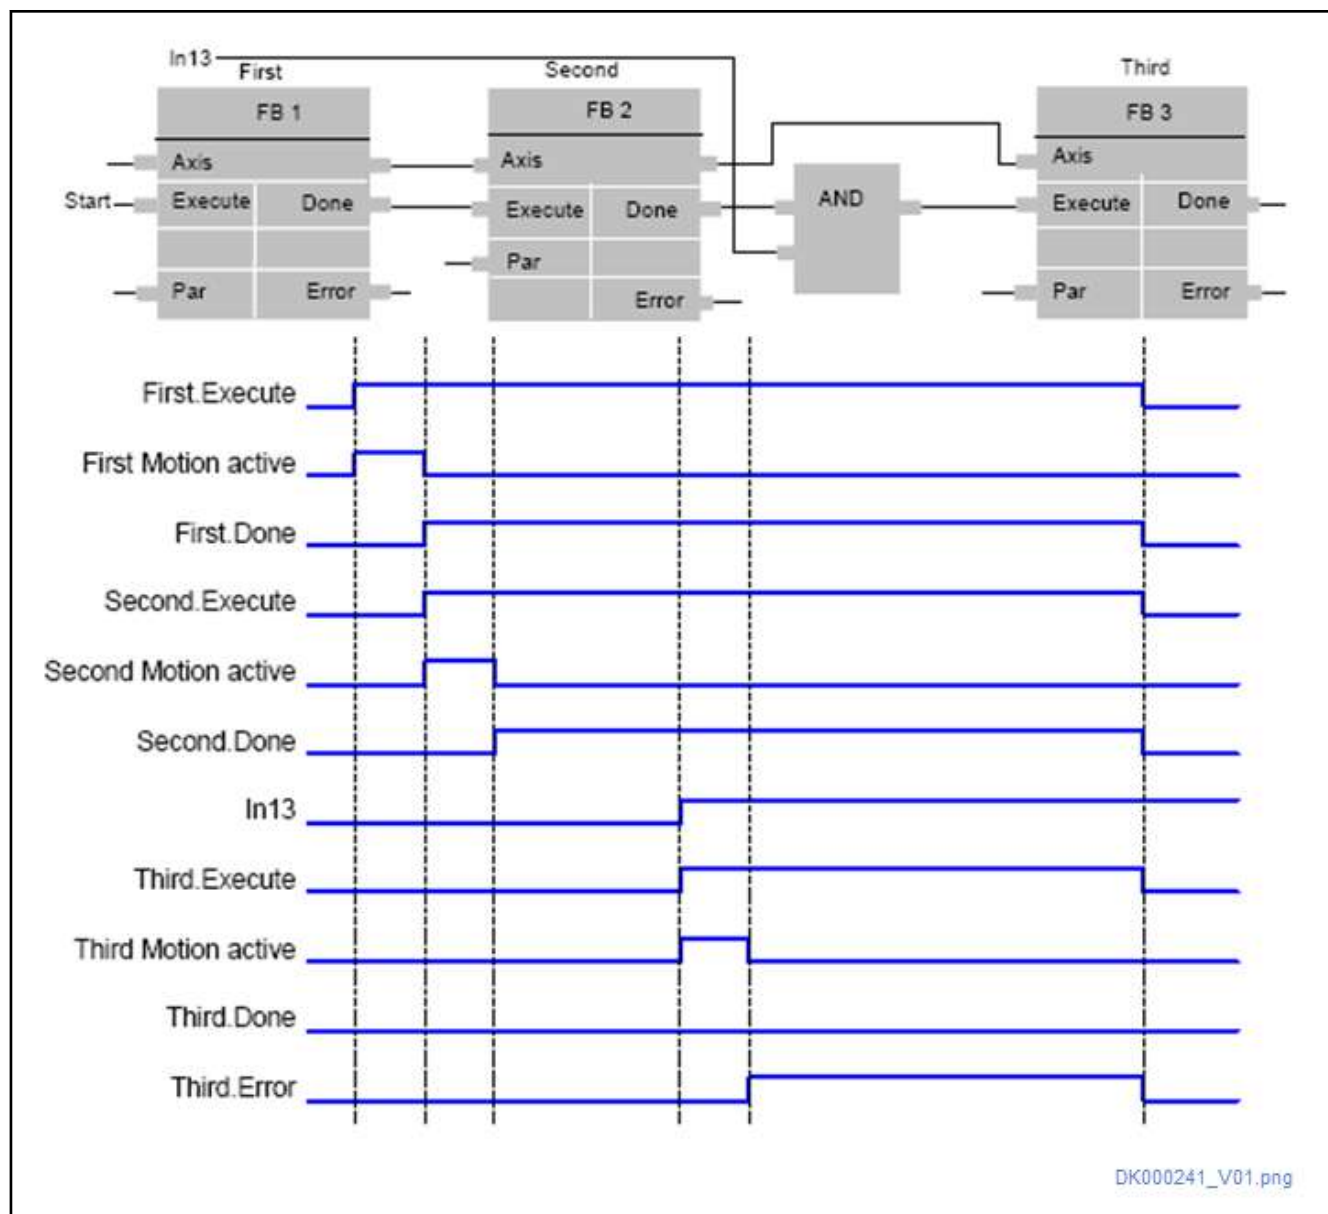 In13
First
Second
Third
FB 1
FB 2
FB 3
Axis
Axis
Axis
Start
Execute
Done
Execute
Done
AND
Execute
Done
Par
Par
Error
Error
Par
Error
First.Execute
First Motion active
First.Done
Second.Execute
Second Motion active
Second.Done
In13
Third.Execute
Third Motion active
Third.Done
Third.Error
DK000241_V01.png